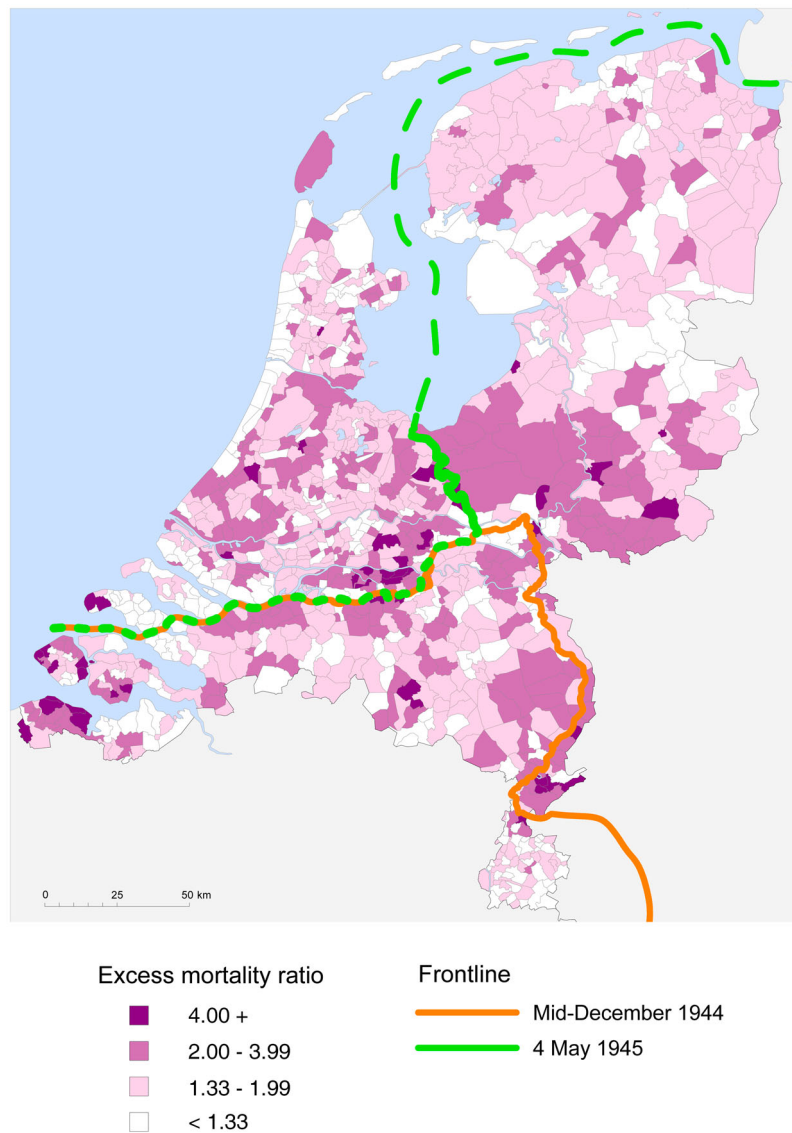 0 25 50 km
Excess mortality ratio
4.00 +
2.00 - 3.99
1.33 - 1.99
< 1.33
Frontline
Mid-December 1944
4 May 1945